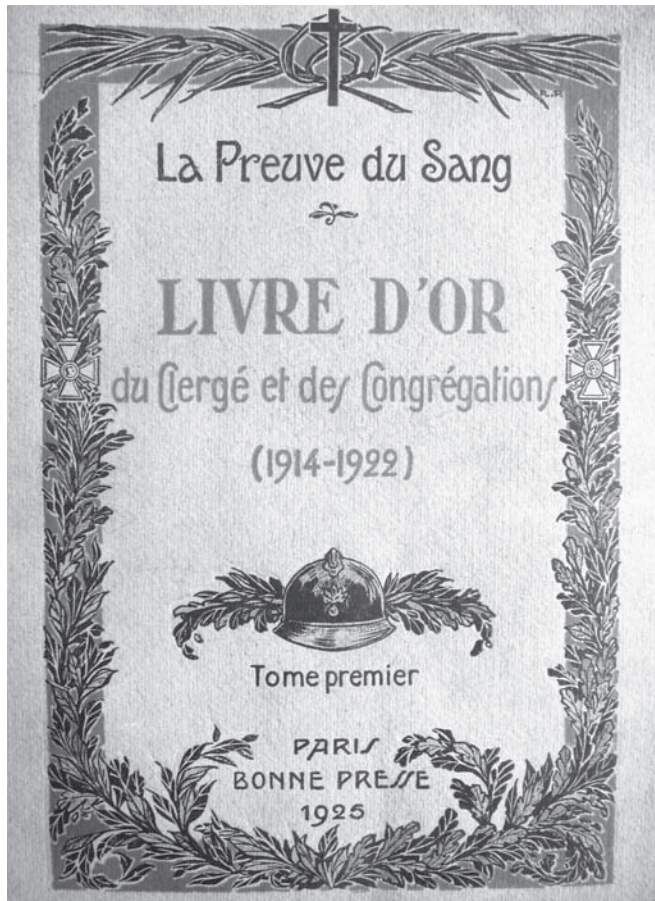 R.P.
La Preuve du Sang
LIVRE D'OR
du Clergé et des Congrégations
(1914-1922)
Tome premier
PARIS
BONNE PRESSE
1925